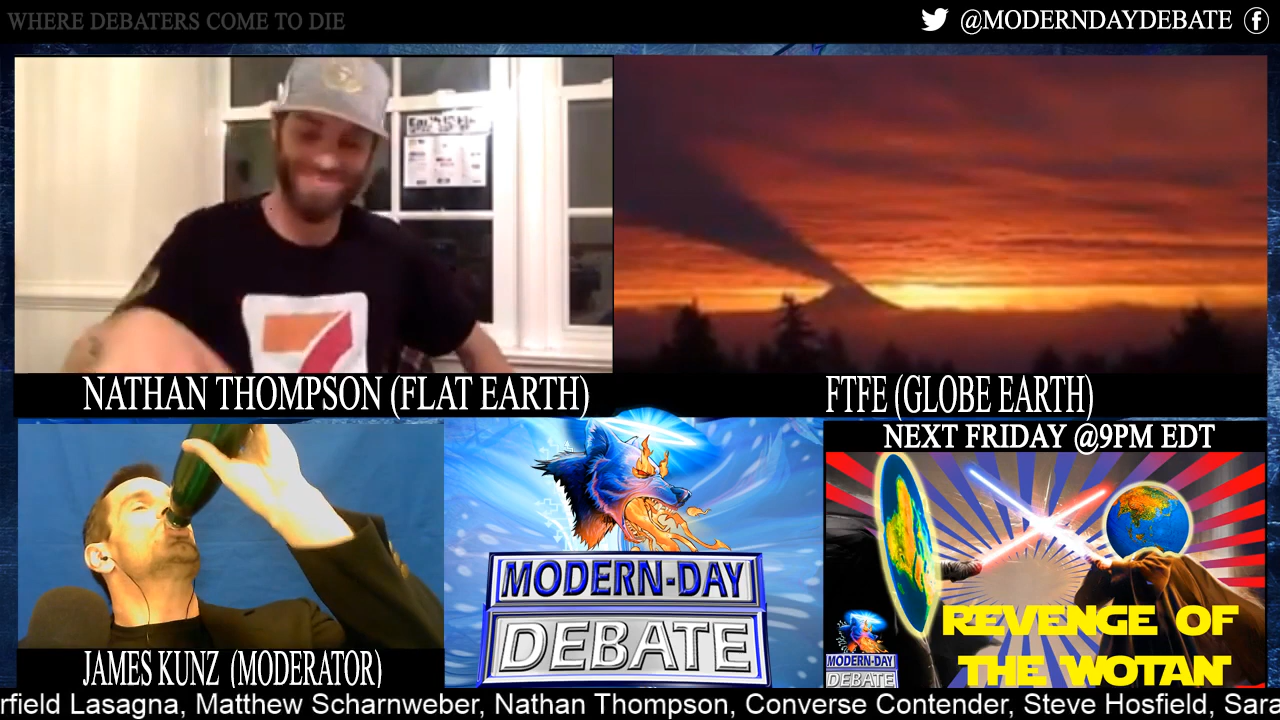 WHERE DEBATERS COME TO DIE
@MODERNDAYDEBATE
7
NATHAN THOMPSON (FLAT EARTH)
FTFE (GLOBE EARTH)
NEXT FRIDAY @9PM EDT
MODERN-DAY
DEBATE
REVENGE OF
THE WOTAN
MODERN-DAY
DEBATE
JAMES KUNZ (MODERATOR)
rfield Lasagna, Matthew Scharnweber, Nathan Thompson, Converse Contender, Steve Hosfield, Sara